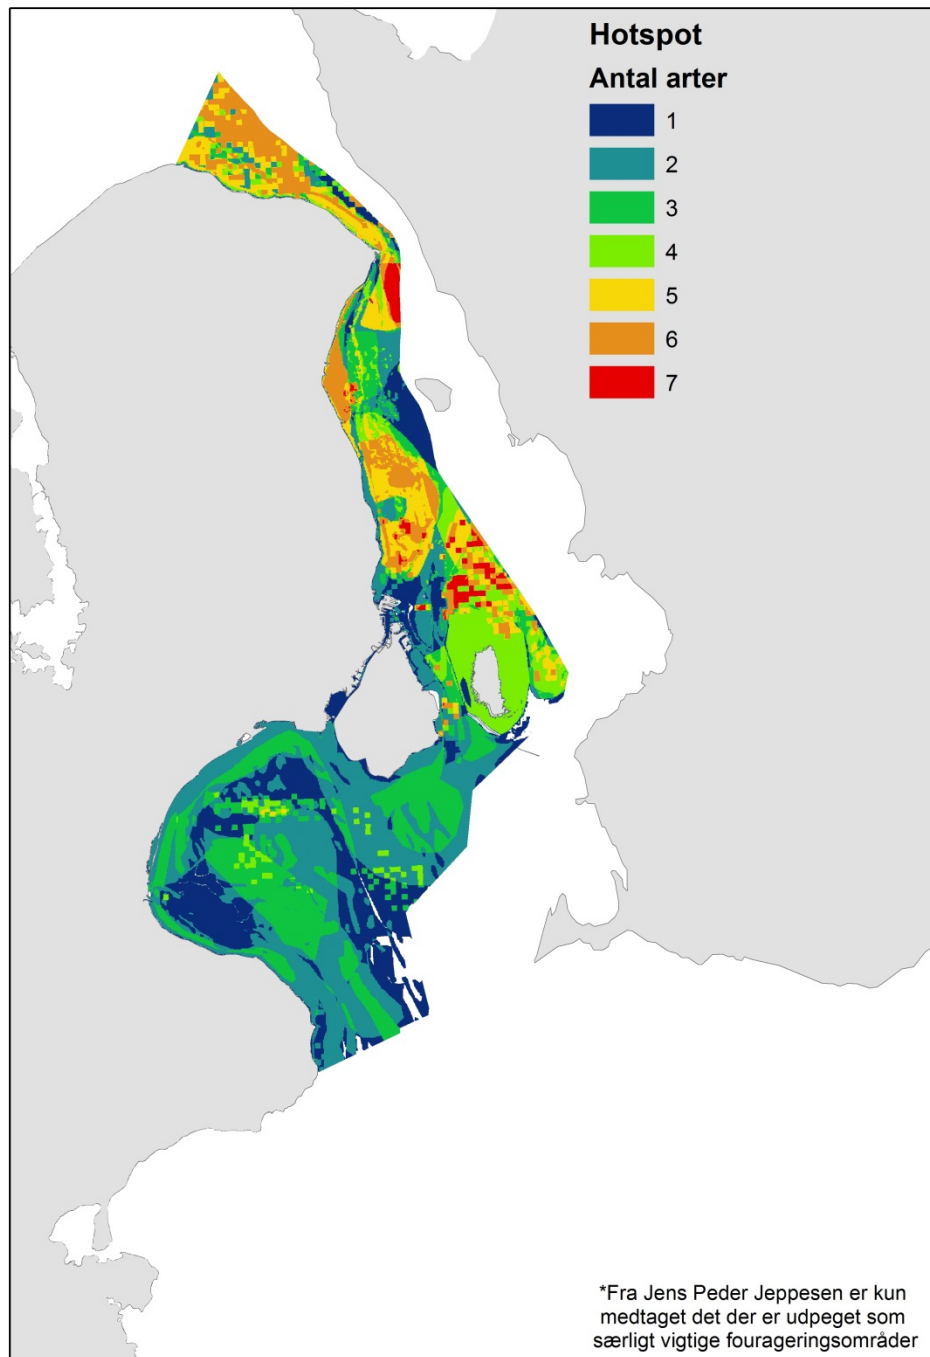 Hotspot
Antal arter
1
2
3
4
5
6
7
*Fra Jens Peder Jeppesen er kun
medtaget det der er udpeget som
særligt vigtige fourageringsområder